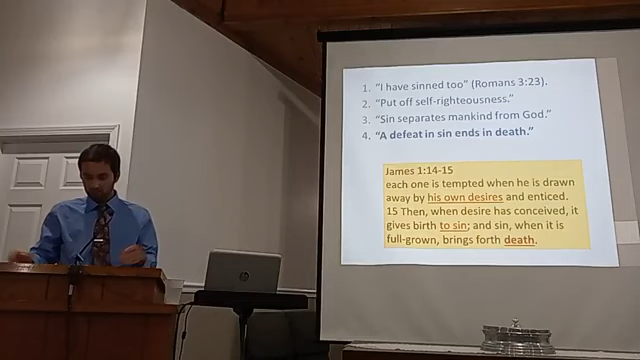 1. "I have sinned too" (Romans 3:23).
2. "Put off self-righteousness."
3. "Sin separates mankind from God."
4. "A defeat in sin ends in death."
James 1:14-15
each one is tempted when he is drawn
away by his own desires and enticed.
15 Then, when desire has conceived, it
gives birth to sin; and sin, when it is
full-grown, brings forth death.
hp